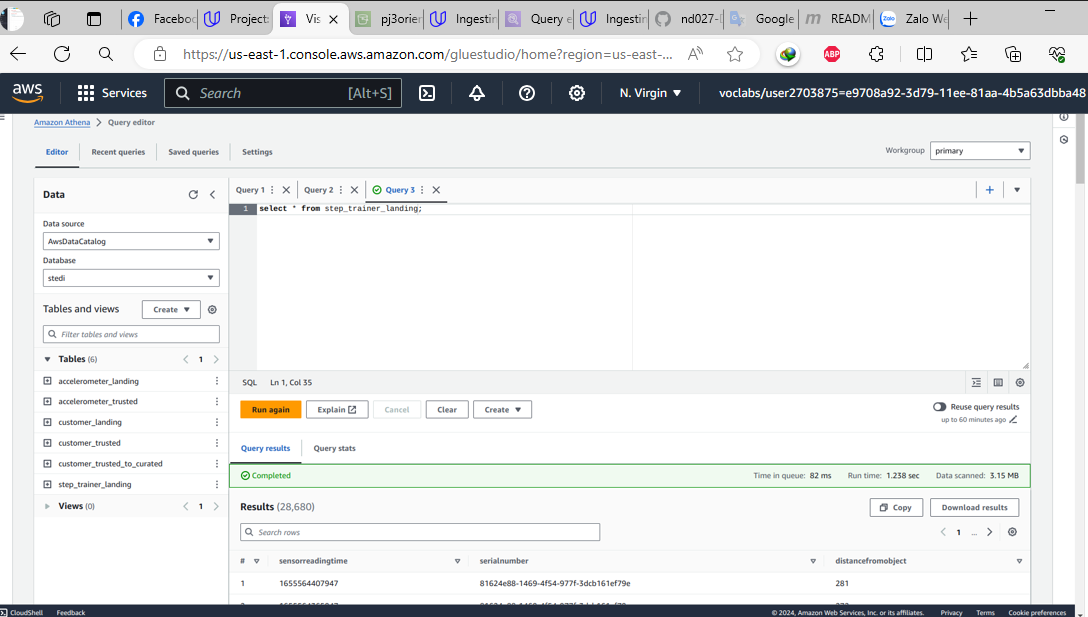 Facebo
Project
Vis
pj3orier
Ingestin
Query e
Ingestin
nd027-D
Google
README
Zalo We
https://us-east-1.console.aws.amazon.com/gluestudio/home?region=us-east-...
ABP
aws
Services
Search [Alt+S]
N. Virgin
voclabs/user2703875=e9708a92-3d79-11ee-81aa-4b5a63dbba48
Amazon Athena > Query editor
Editor
Recent queries
Saved queries
Settings
Workgroup primary
Data
Query 1
Query 2
Query 3
1 select * from step_trainer_landing;
Data source
AwsDataCatalog
Database
stedi
Tables and views
Create
Filter tables and views
Tables (6) < 1 >
accelerometer_landing
accelerometer_trusted
customer_landing
customer_trusted
customer_trusted_to_curated
step_trainer_landing
Views (0) < 1 >
SQL Ln 1, Col 35
Run again
Explain
Cancel
Clear
Create
Reuse query results
up to 60 minutes ago
Query results
Query stats
Completed
Time in queue: 82 ms
Run time: 1.238 sec
Data scanned: 3.15 MB
Results (28,680)
Copy
Download results
Search rows
< 1 ... >
# sensorreadingtime serialnumber distancefromobject
1 1655564407947 81624e88-1469-4f54-977f-3dcb161ef79e 281
CloudShell Feedback © 2024, Amazon Web Services, Inc. or its affiliates. Privacy Terms Cookie preferences